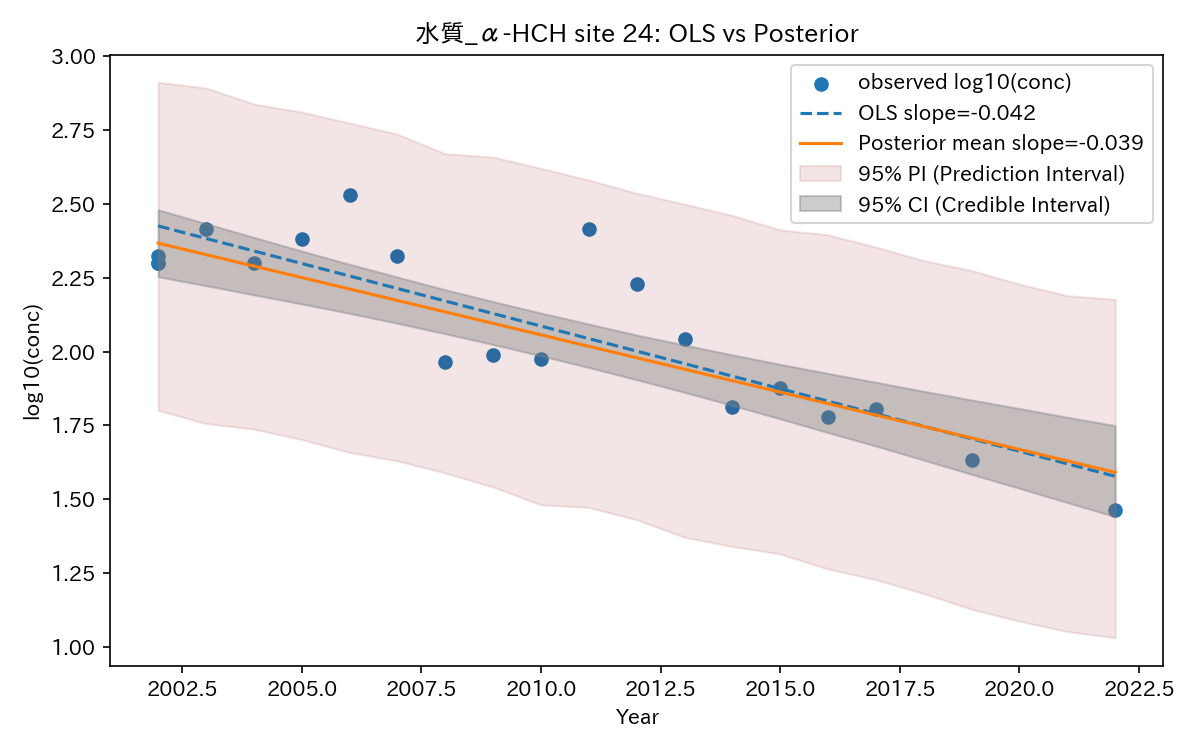 水質_α-HCH site 24: OLS vs Posterior
observed log10(conc)
OLS slope=-0.042
Posterior mean slope=-0.039
95% PI (Prediction Interval)
95% CI (Credible Interval)
log10(conc)
3.00
2.75
2.50
2.25
2.00
1.75
1.50
1.25
1.00
2002.5 2005.0 2007.5 2010.0 2012.5 2015.0 2017.5 2020.0 2022.5
Year